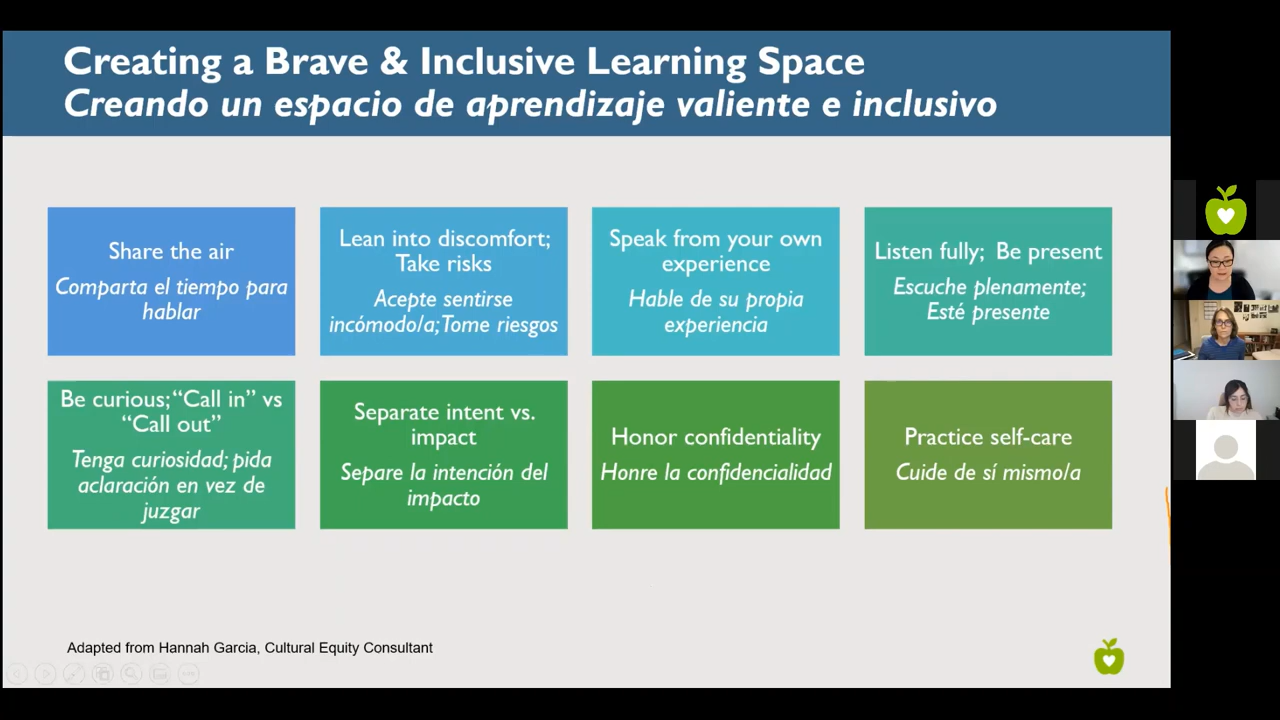 Creating a Brave & Inclusive Learning Space
Creando un espacio de aprendizaje valiente e inclusivo
Share the air
Comparta el tiempo para
hablar
Lean into discomfort;
Take risks
Acepte sentirse
incómodo/a;Tome riesgos
Speak from your own
experience
Hable de su propia
experiencia
Listen fully; Be present
Escuche plenamente;
Esté presente
Be curious; “Call in” vs
“Call out”
Tenga curiosidad; pida
aclaración en vez de
juzgar
Separate intent vs.
impact
Separe la intención del
impacto
Honor confidentiality
Honre la confidencialidad
Practice self-care
Cuide de sí mismo/a
Adapted from Hannah Garcia, Cultural Equity Consultant